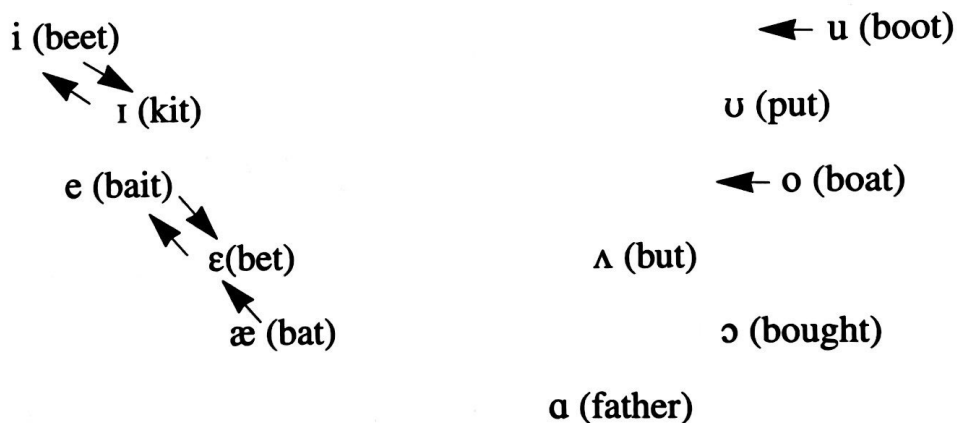 i (beet)
u (boot)
ɪ (kit)
ʊ (put)
e (bait)
o (boat)
ɛ(bet)
ʌ (but)
æ (bat)
ɔ (bought)
ɑ (father)